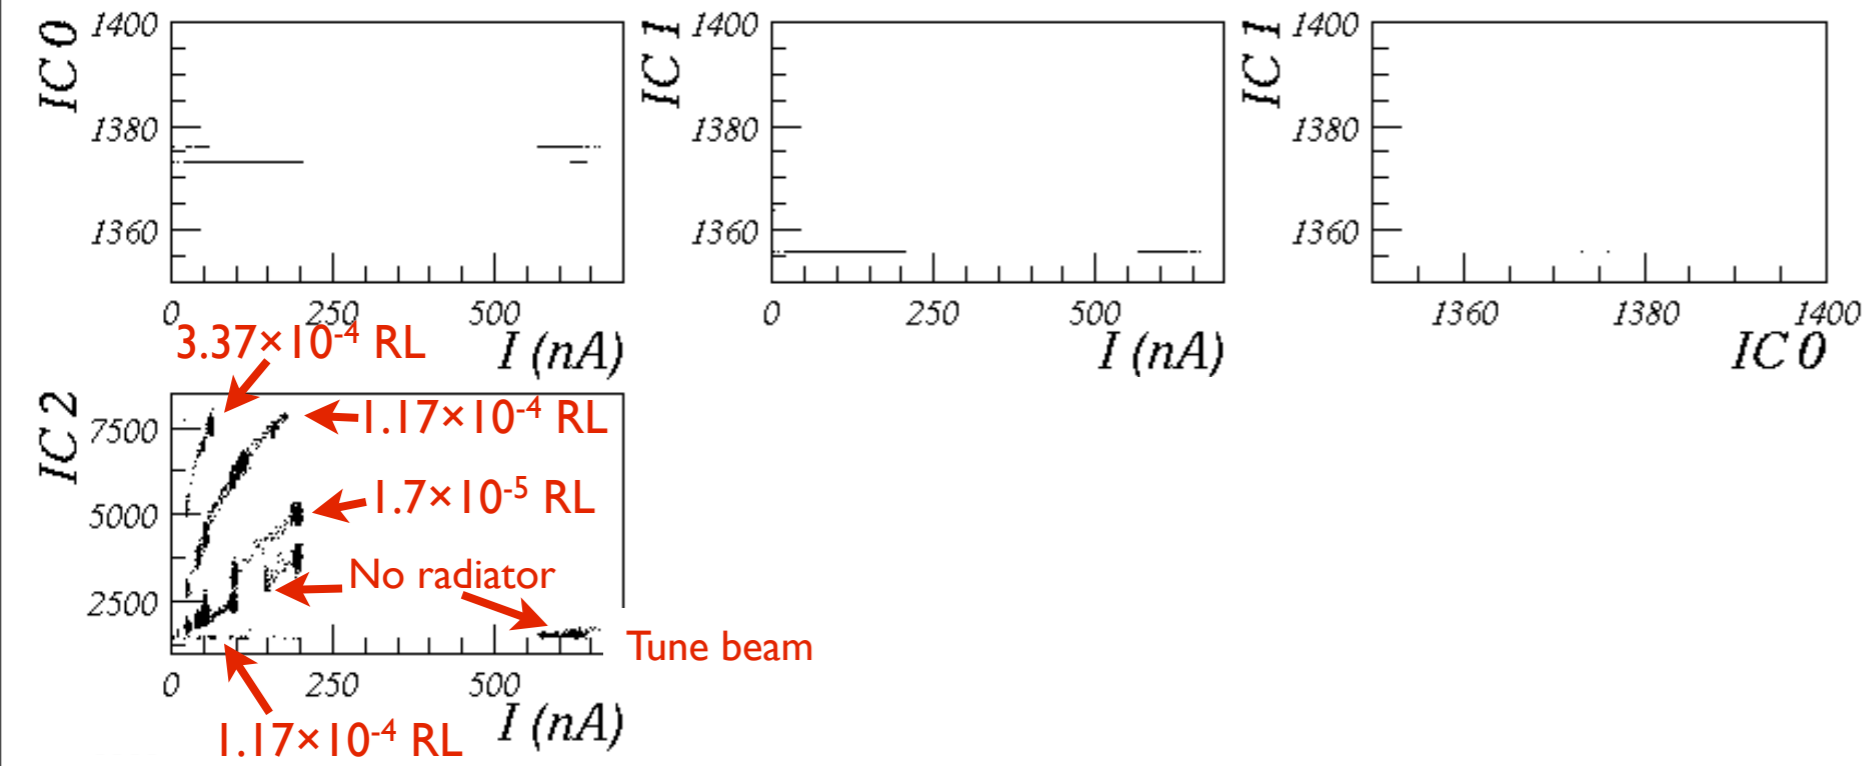 IC 0
1400
1380
1360
0 250 500
I (nA)
IC 1
1400
1380
1360
0 250 500
I (nA)
IC 1
1400
1380
1360
1360 1380 1400
IC 0
3.37×10⁻⁴ RL
IC 2
7500
5000
2500
1.17×10⁻⁴ RL
1.7×10⁻⁵ RL
No radiator
Tune beam
0 250 500
I (nA)
1.17×10⁻⁴ RL